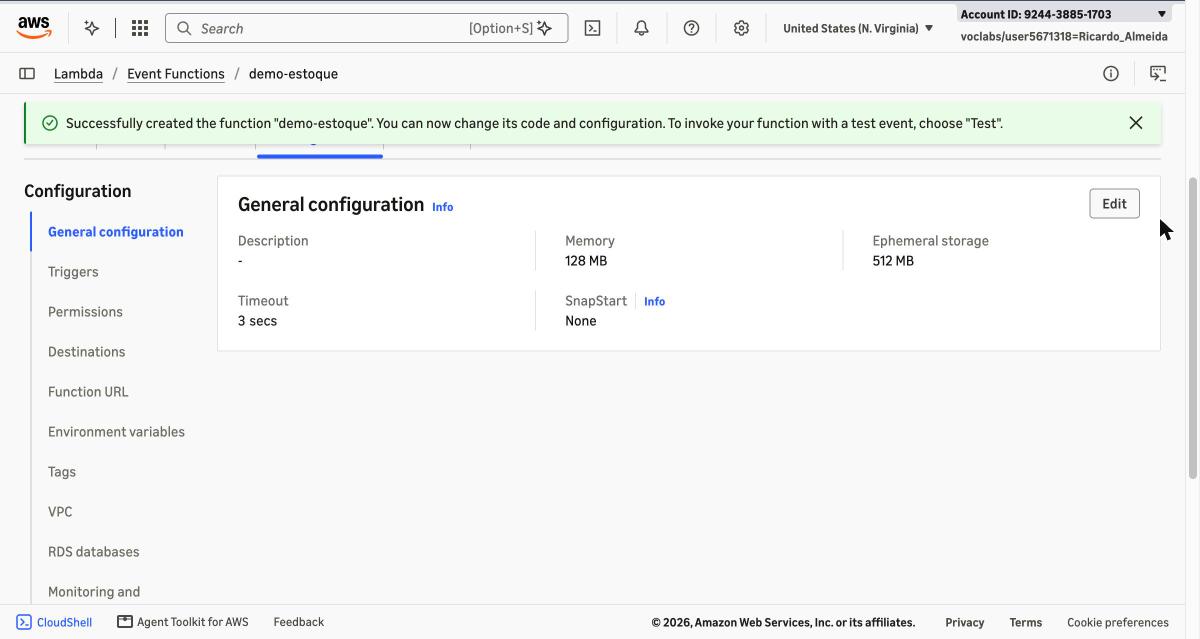 aws
Search [Option+S]
United States (N. Virginia)
Account ID: 9244-3885-1703
voclabs/user5671318=Ricardo_Almeida
Lambda / Event Functions / demo-estoque
Successfully created the function "demo-estoque". You can now change its code and configuration. To invoke your function with a test event, choose "Test".
Configuration
General configuration
Triggers
Permissions
Destinations
Function URL
Environment variables
Tags
VPC
RDS databases
Monitoring and
General configuration Info
Edit
Description
-
Memory
128 MB
Ephemeral storage
512 MB
Timeout
3 secs
SnapStart Info
None
CloudShell Agent Toolkit for AWS Feedback
© 2026, Amazon Web Services, Inc. or its affiliates. Privacy Terms Cookie preferences